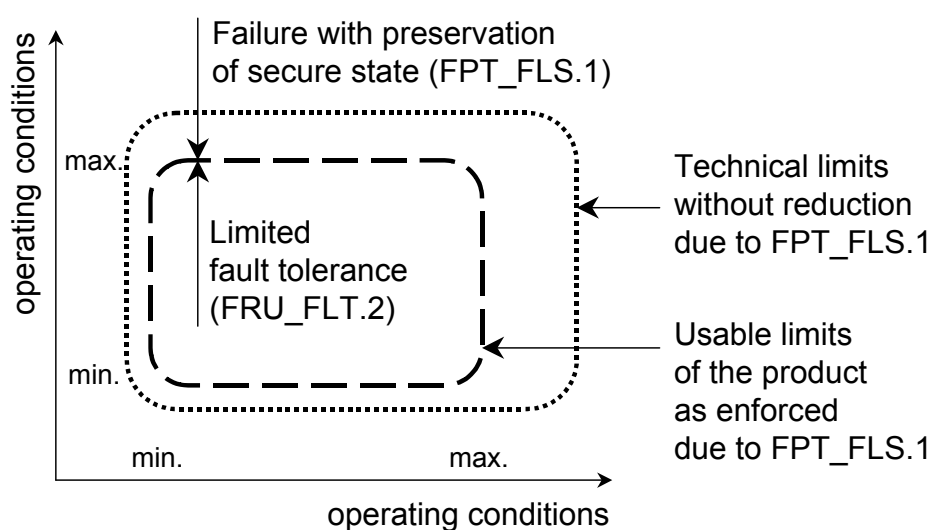 Failure with preservation
of secure state (FPT_FLS.1)
operating conditions
max.
Technical limits
without reduction
due to FPT_FLS.1
Limited
fault tolerance
(FRU_FLT.2)
Usable limits
of the product
as enforced
due to FPT_FLS.1
min.
min.
max.
operating conditions